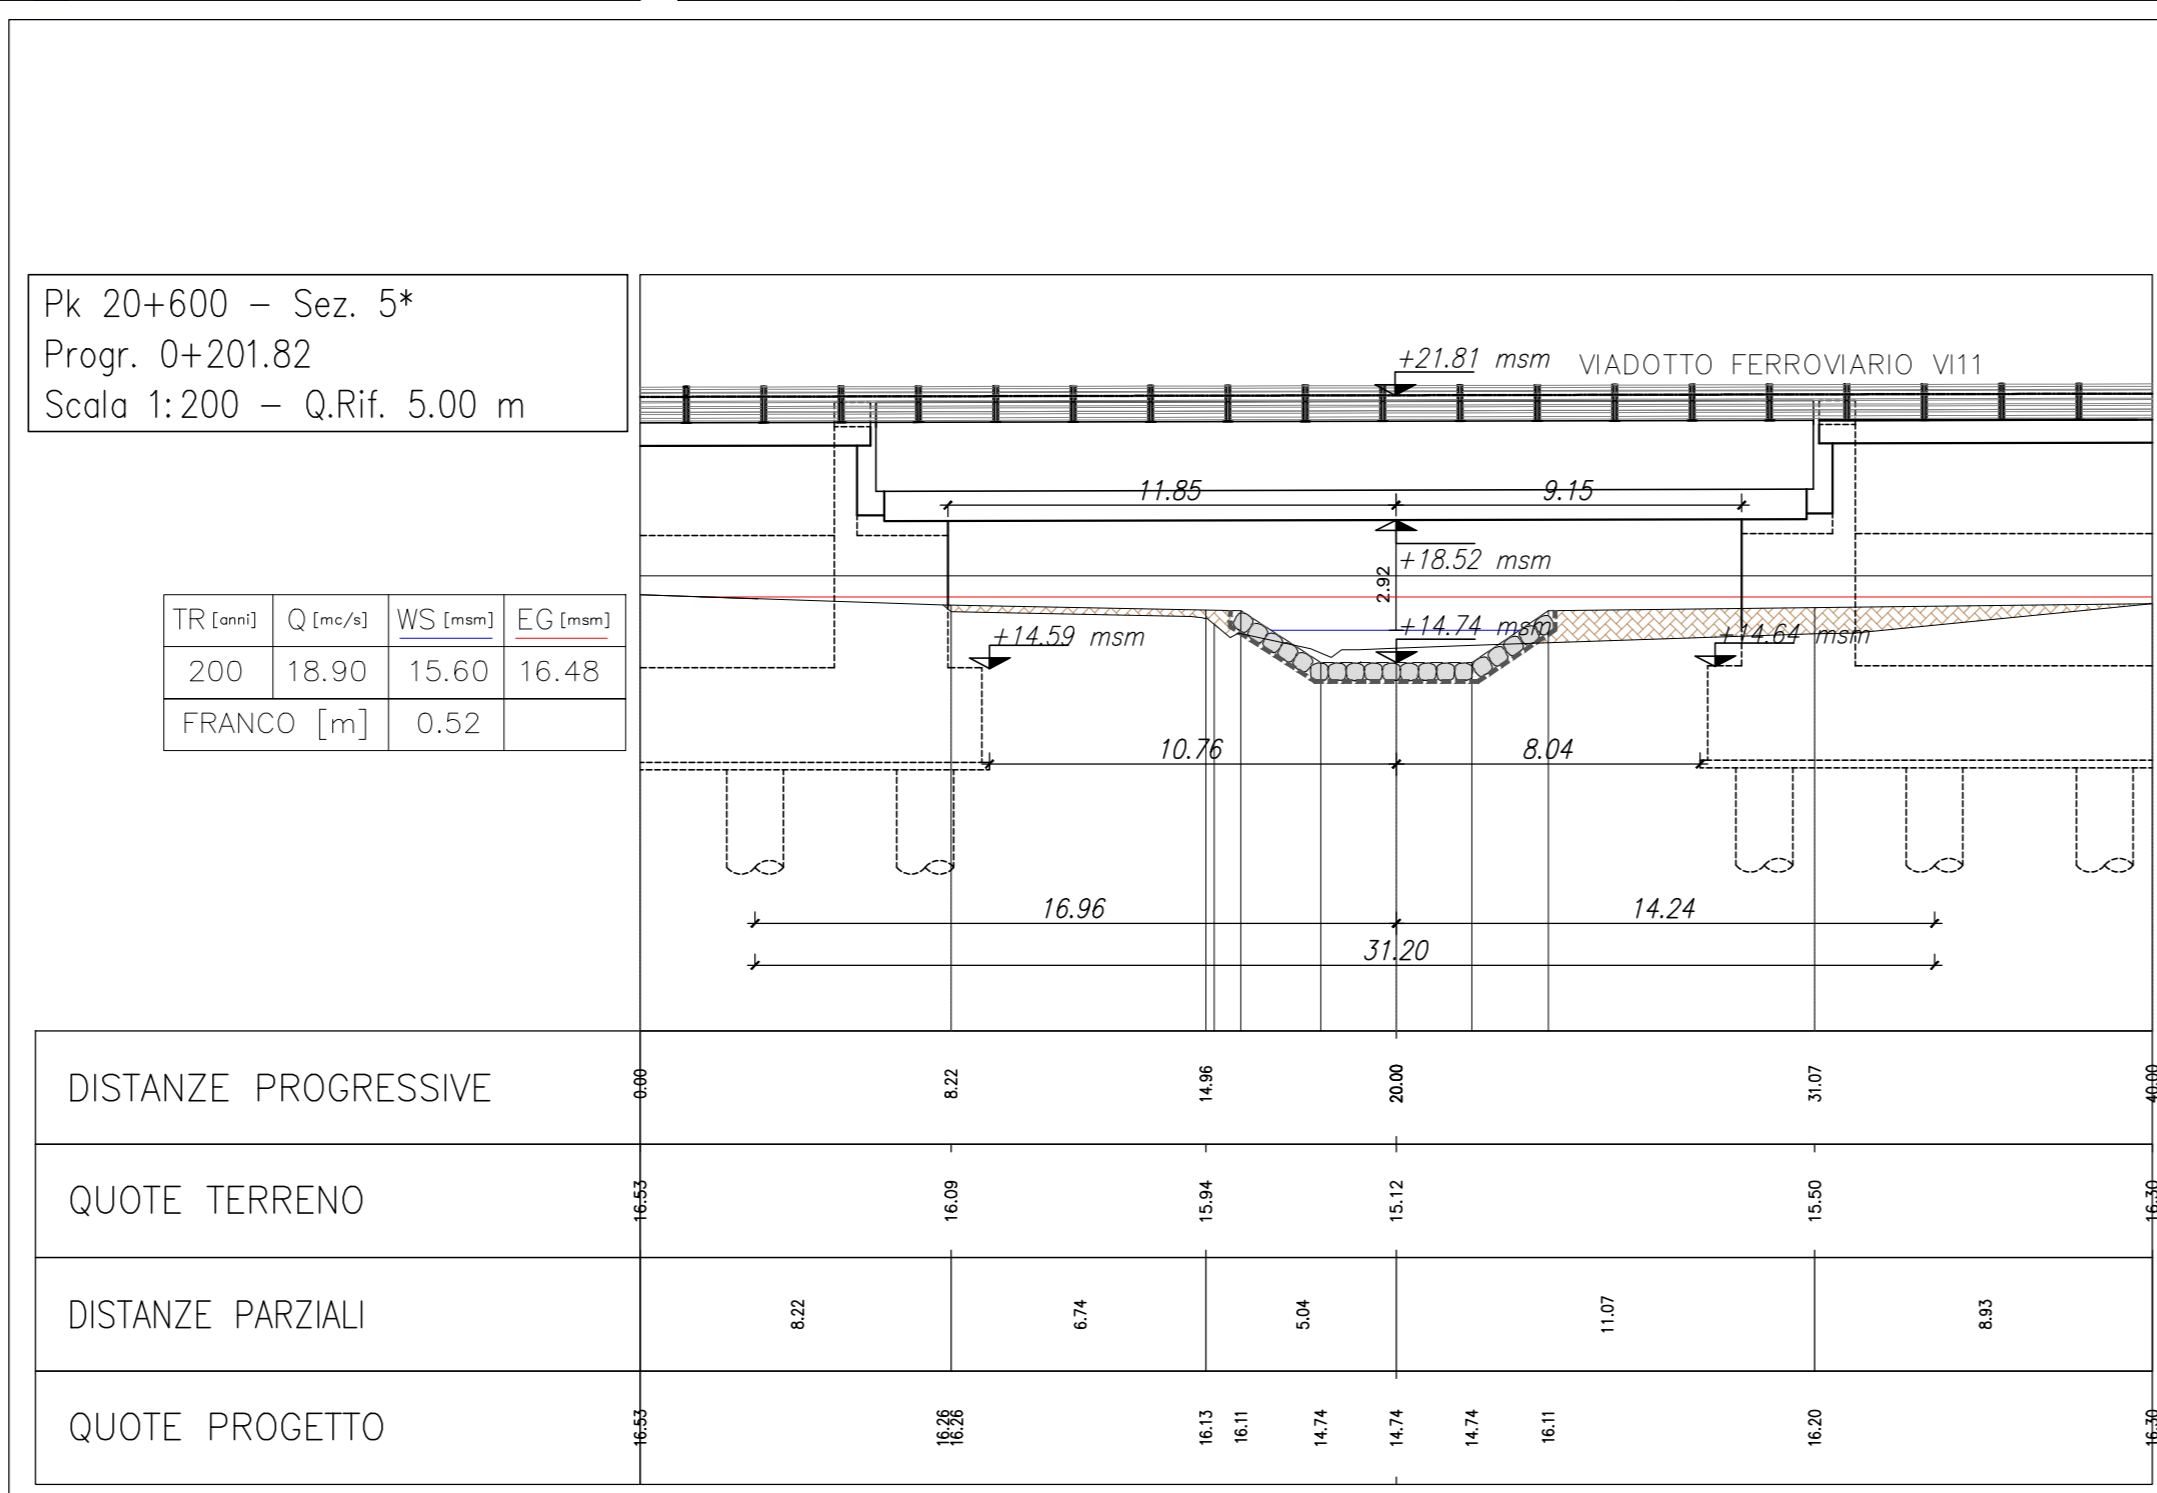 Pk 20+600 – Sez. 5*
Progr. 0+201.82
Scala 1:200 – Q.Rif. 5.00 m
+21.81 msm VIADOTTO FERROVIARIO VI11
11.85 9.15
+18.52 msm
2.92
TR [anni] Q [mc/s] WS [msm] EG [msm]
200 18.90 15.60 16.48
FRANCO [m] 0.52
+14.59 msm +14.74 msm +14.64 msm
10.76 8.04
16.96 14.24
31.20
DISTANZE PROGRESSIVE 0.00 8.22 14.96 20.00 31.07 40.00
QUOTE TERRENO 16.53 16.09 15.94 15.12 15.50 16.30
DISTANZE PARZIALI 8.22 6.74 5.04 11.07 8.93
QUOTE PROGETTO 16.53 16.26 16.26 16.13 16.11 14.74 14.74 14.74 16.11 16.20 16.30